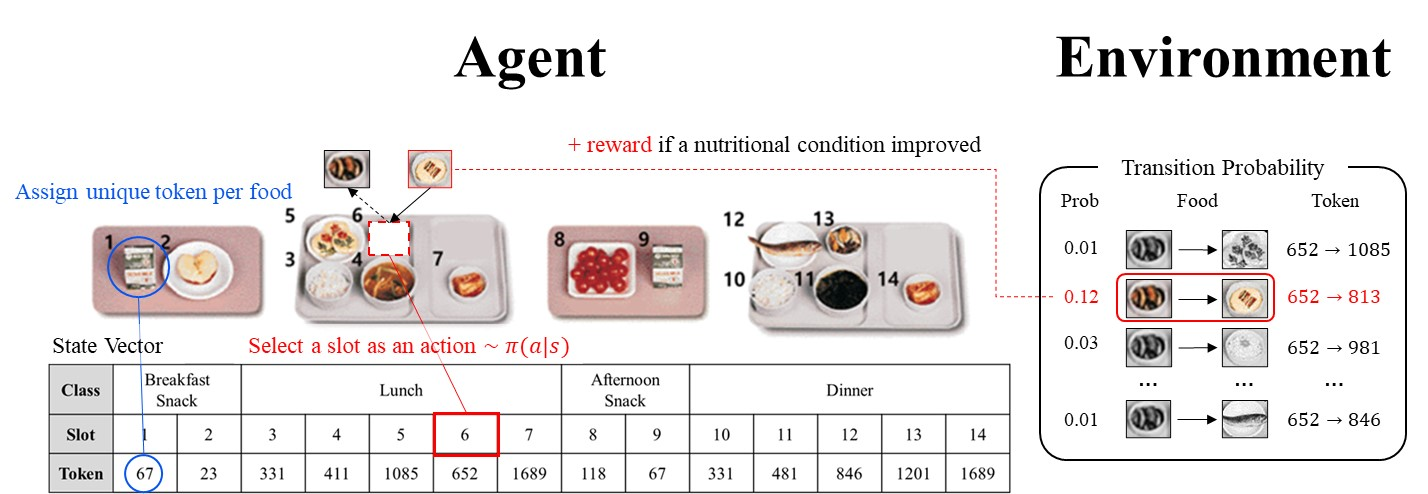 Agent
Environment
+ reward if a nutritional condition improved
Assign unique token per food
1
2
3
4
5
6
7
8
9
10
11
12
13
14
State Vector
Select a slot as an action ~ π(a|s)
Class Breakfast Snack Lunch Afternoon Snack Dinner
Slot 1 2 3 4 5 6 7 8 9 10 11 12 13 14
Token 67 23 331 411 1085 652 1689 118 67 331 481 846 1201 1689
Transition Probability
Prob Food Token
0.01 652 → 1085
0.12 652 → 813
0.03 652 → 981
... ... ...
0.01 652 → 846